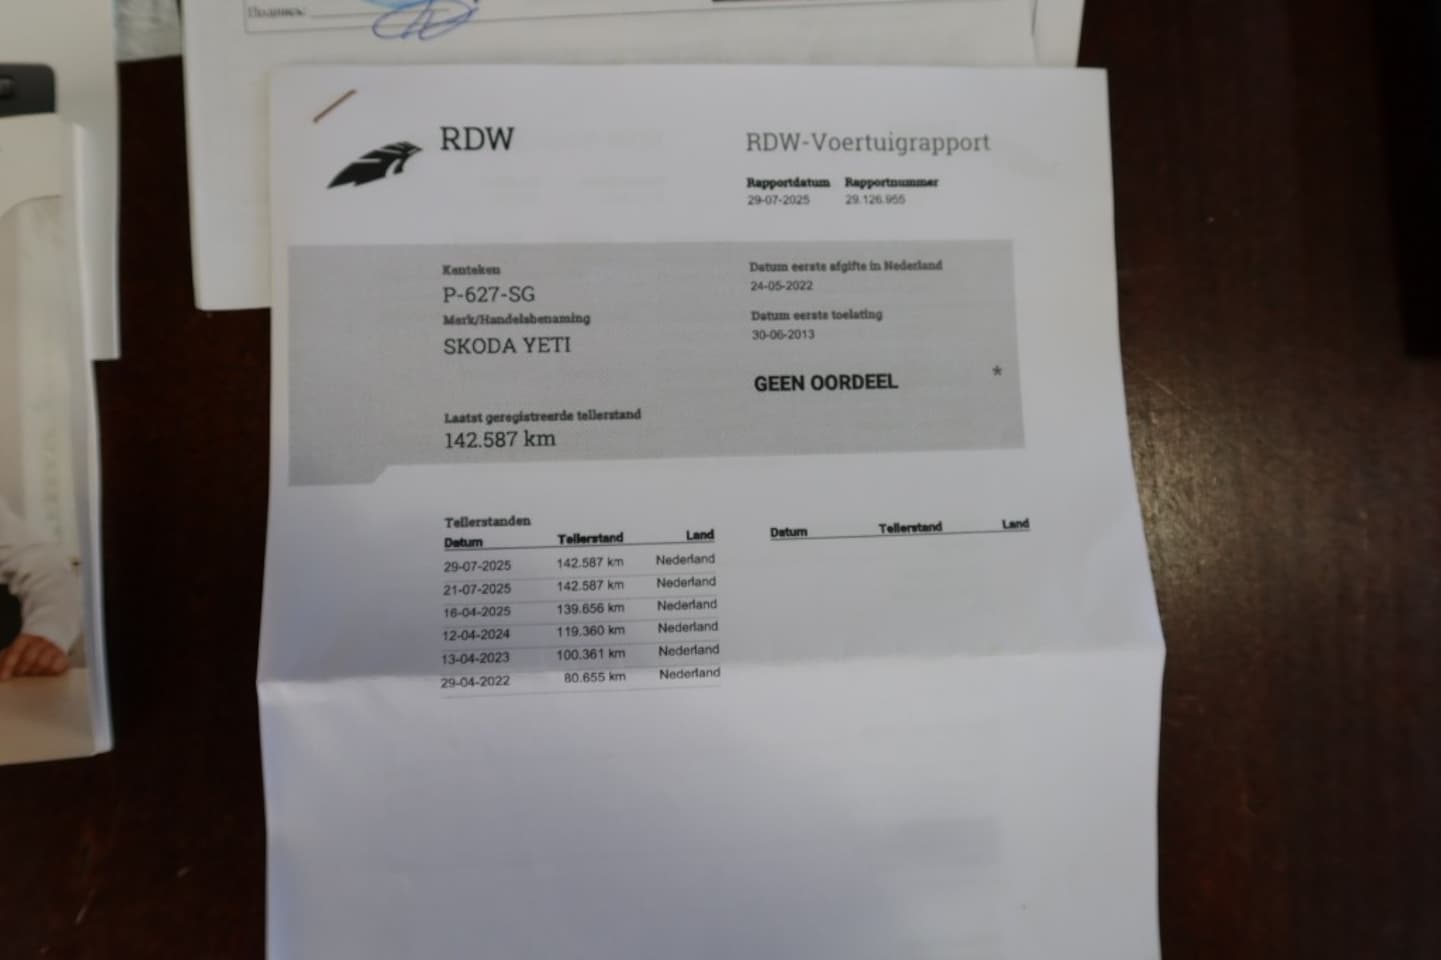 Подпись:
RDW
RDW-Voertuigrapport
Rapportdatum Rapportnummer
29-07-2025 29.126.955
Kenteken
P-627-SG
Merk/Handelsbenaming
SKODA YETI
Laatst geregistreerde tellerstand
142.587 km
Datum eerste afgifte in Nederland
24-05-2022
Datum eerste toelating
30-06-2013
GEEN OORDEEL *
Tellerstanden
Datum Tellerstand Land
29-07-2025 142.587 km Nederland
21-07-2025 142.587 km Nederland
16-04-2025 139.656 km Nederland
12-04-2024 119.360 km Nederland
13-04-2023 100.361 km Nederland
29-04-2022 80.655 km Nederland
Datum Tellerstand Land